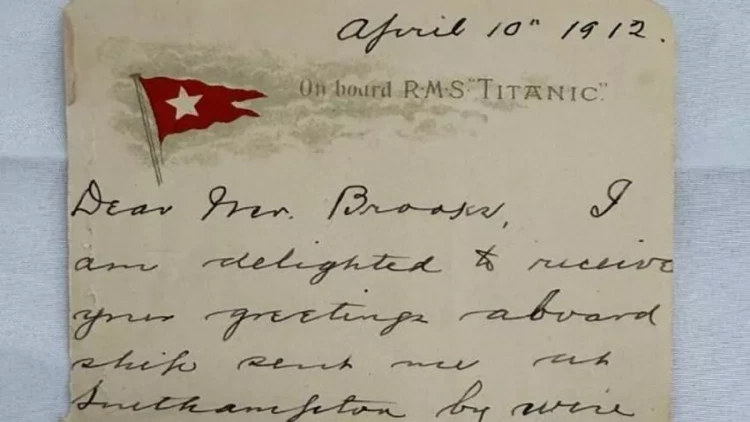 April 10" 1912.
On board R·M·S "TITANIC".
Dear Mr. Brooks, I
am delighted to receive
your greetings aboard
ship sent me at
Southampton by wire